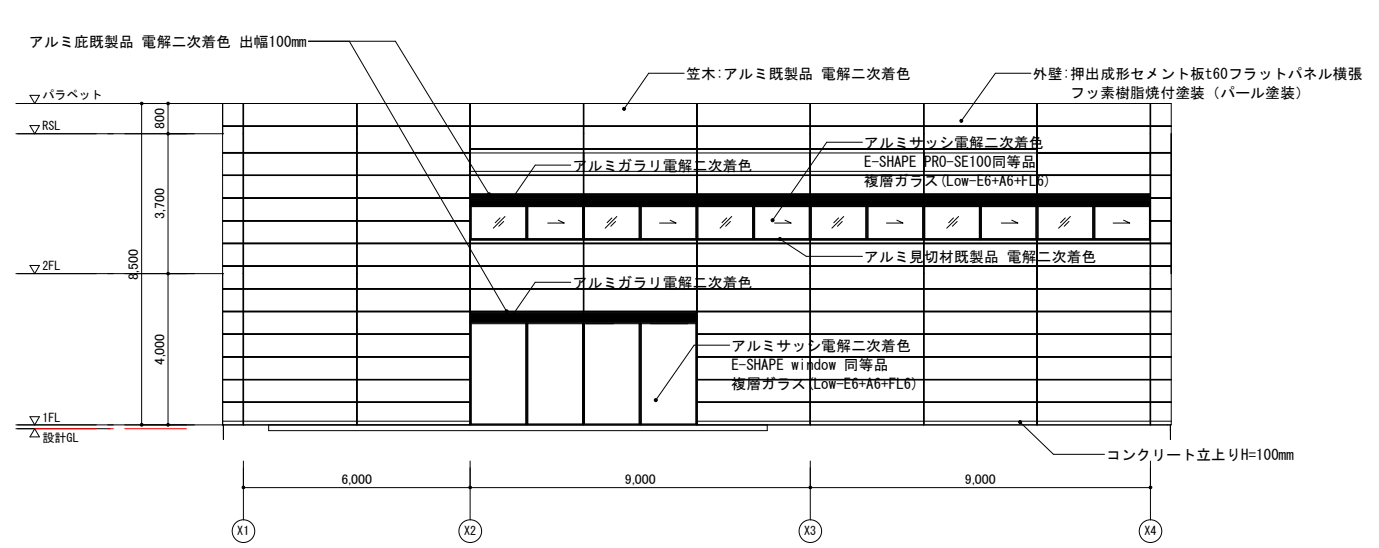 アルミ庇既製品 電解二次着色 出幅100mm
笠木:アルミ既製品 電解二次着色
外壁:押出成形セメント板t60フラットパネル横張
フッ素樹脂焼付塗装（パール塗装）
パラペット
800
RSL
アルミサッシ電解二次着色
E-SHAPE PRO-SE100同等品
複層ガラス(Low-E6+A6+FL6)
アルミガラリ電解二次着色
3,700
8,500
アルミ見切材既製品 電解二次着色
2FL
アルミガラリ電解二次着色
4,000
アルミサッシ電解二次着色
E-SHAPE window 同等品
複層ガラス(Low-E6+A6+FL6)
1FL
設計GL
コンクリート立上りH=100mm
6,000
9,000
9,000
X1
X2
X3
X4